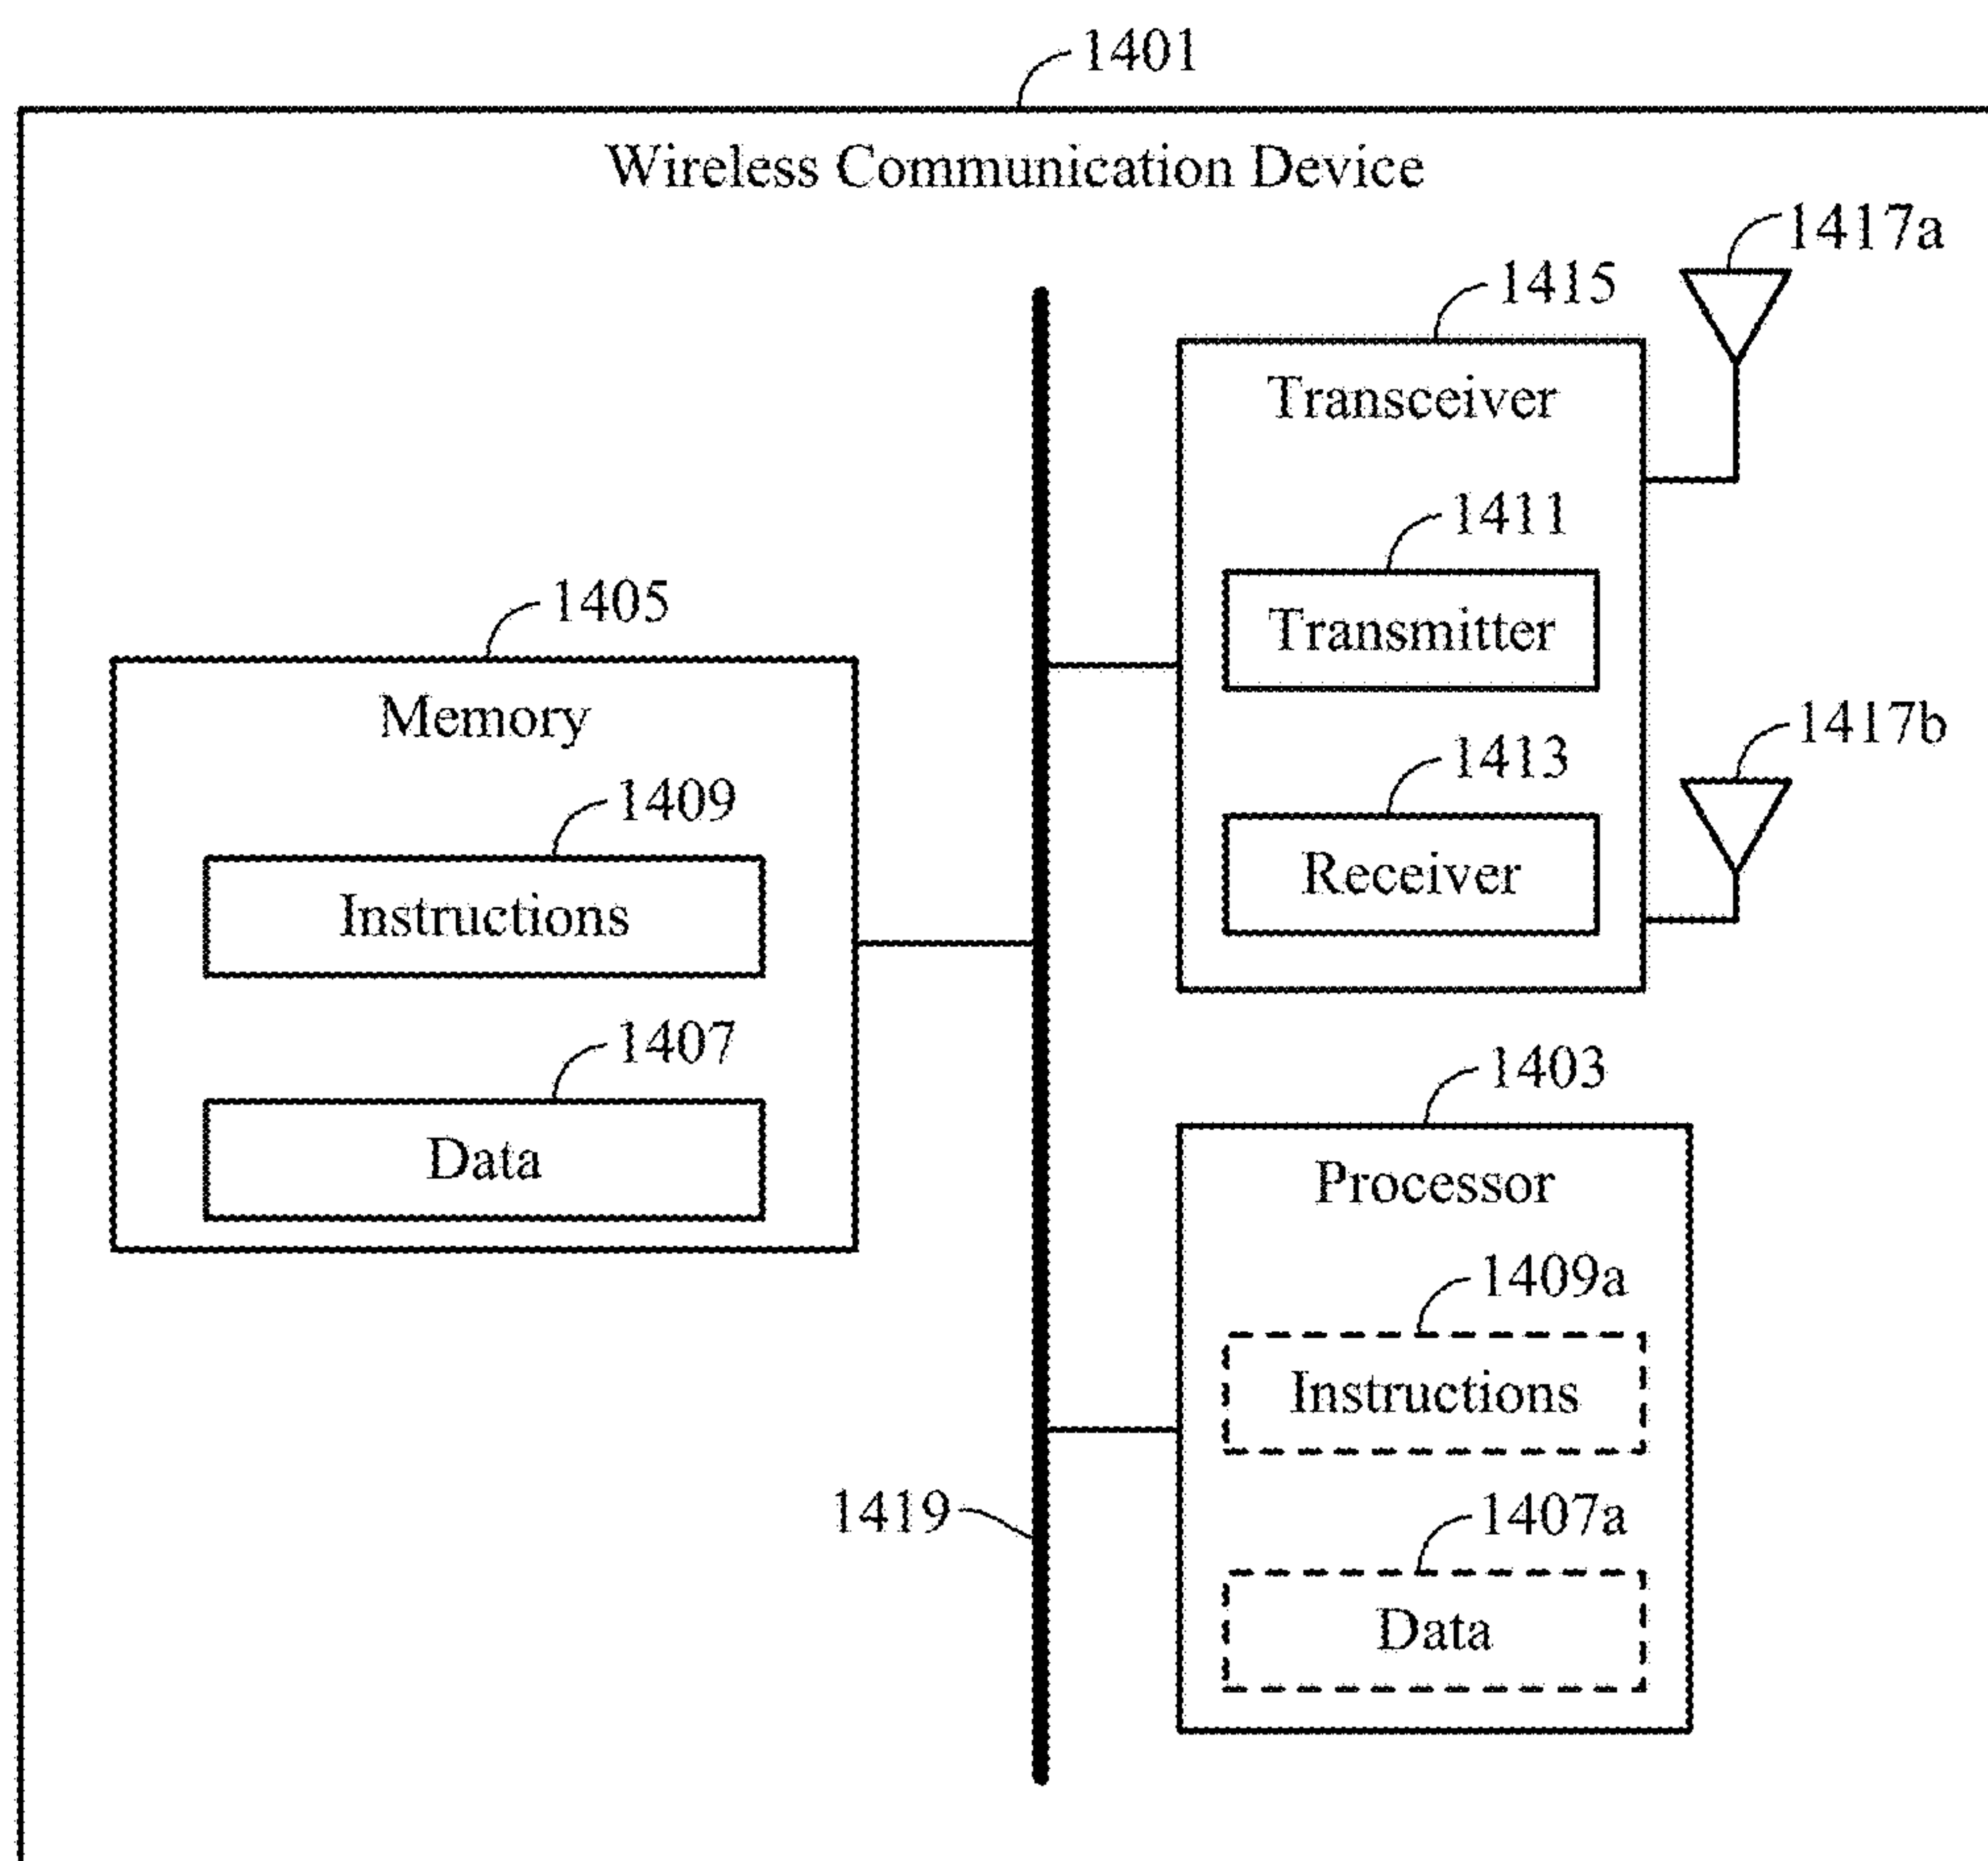 1401
Wireless Communication Device
1417a
1415
Transceiver
1411
Transmitter
1405
Memory
1417b
1413
1409
Receiver
Instructions
1407
1403
Data
Processor
1409a
Instructions
1419
1407a
Data